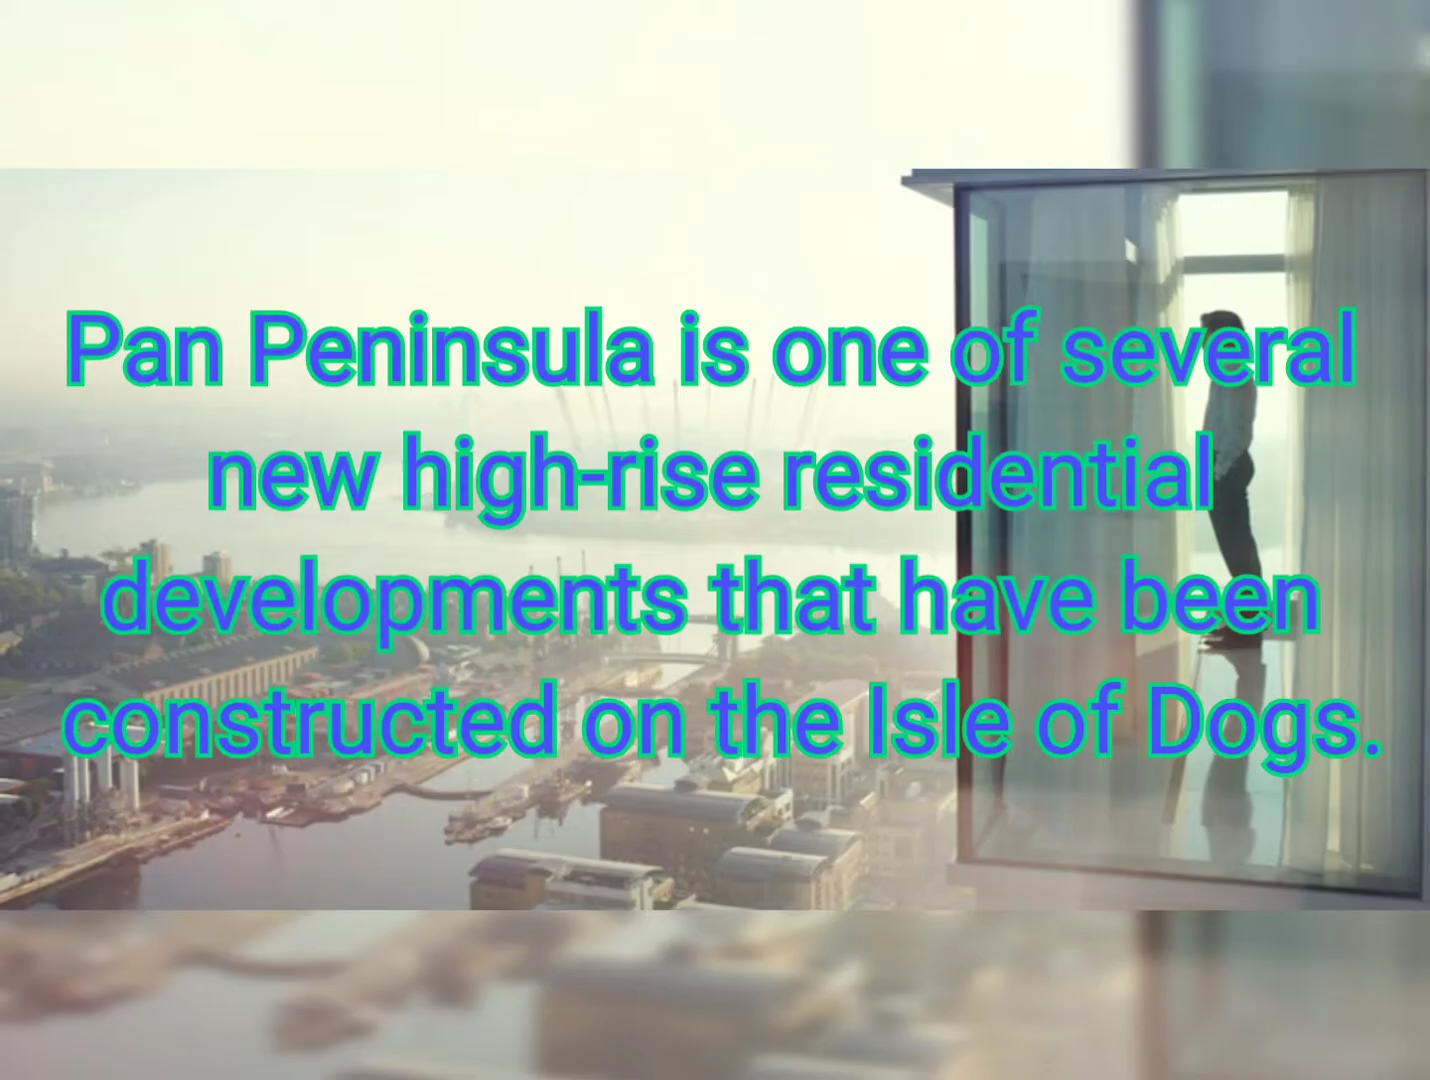 Pan Peninsula is one of several
new high-rise residential
developments that have been
constructed on the Isle of Dogs.